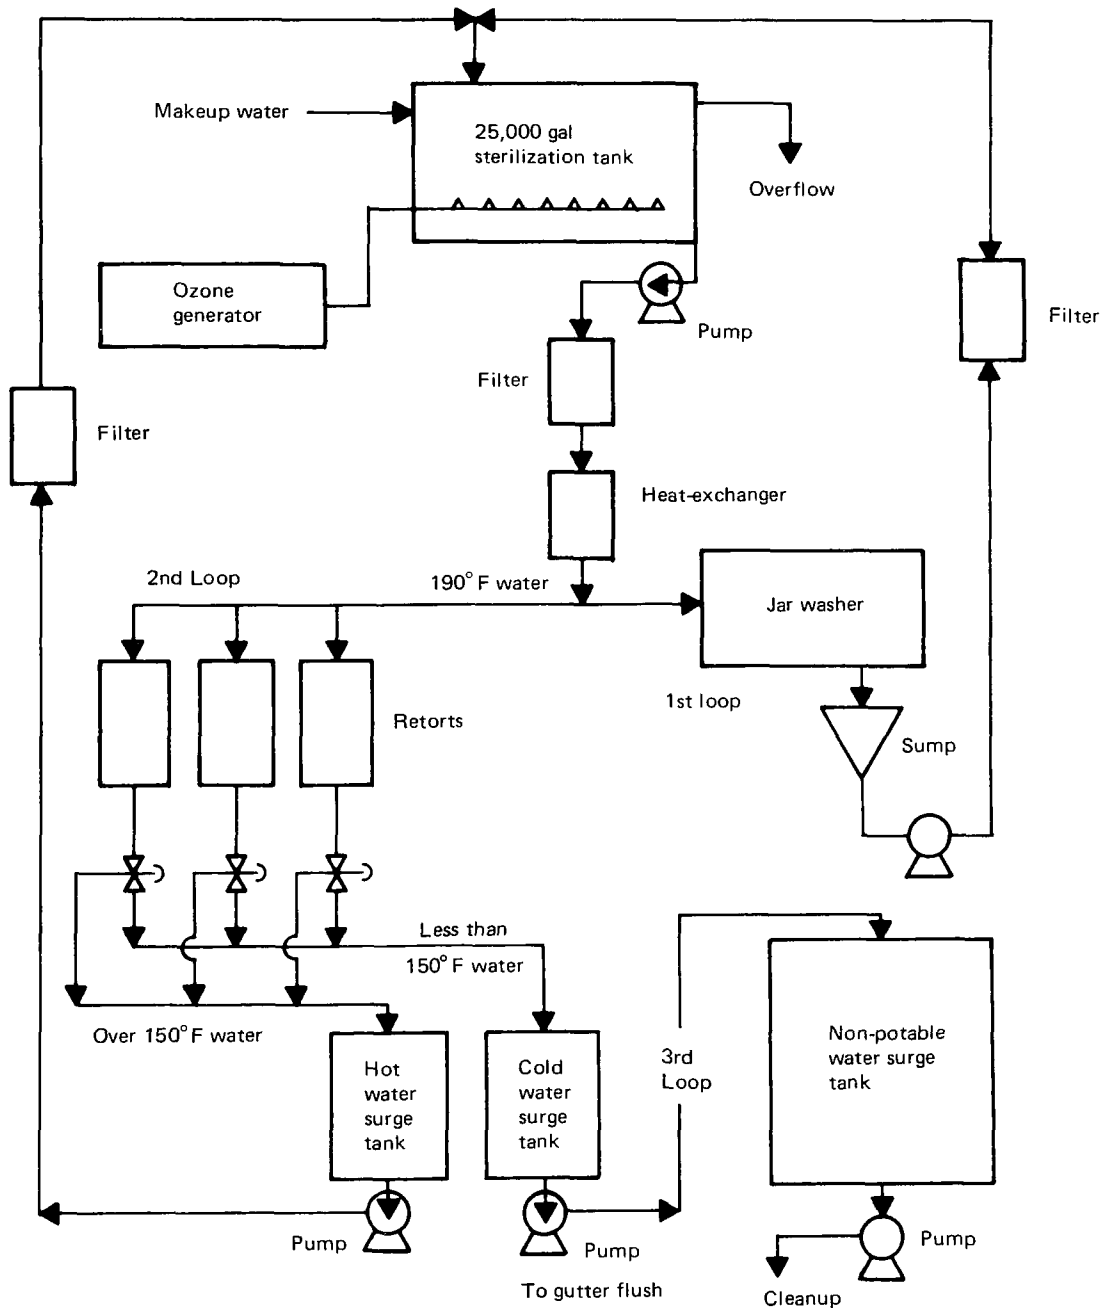 Makeup water
25,000 gal
sterilization tank
Overflow
Ozone
generator
Pump
Filter
Filter
Filter
Heat-exchanger
2nd Loop
190°F water
Jar washer
1st loop
Retorts
Sump
Less than
150°F water
Over 150°F water
Hot
water
surge
tank
Cold
water
surge
tank
3rd
Loop
Non-potable
water surge
tank
Pump
Pump
Pump
To gutter flush
Cleanup